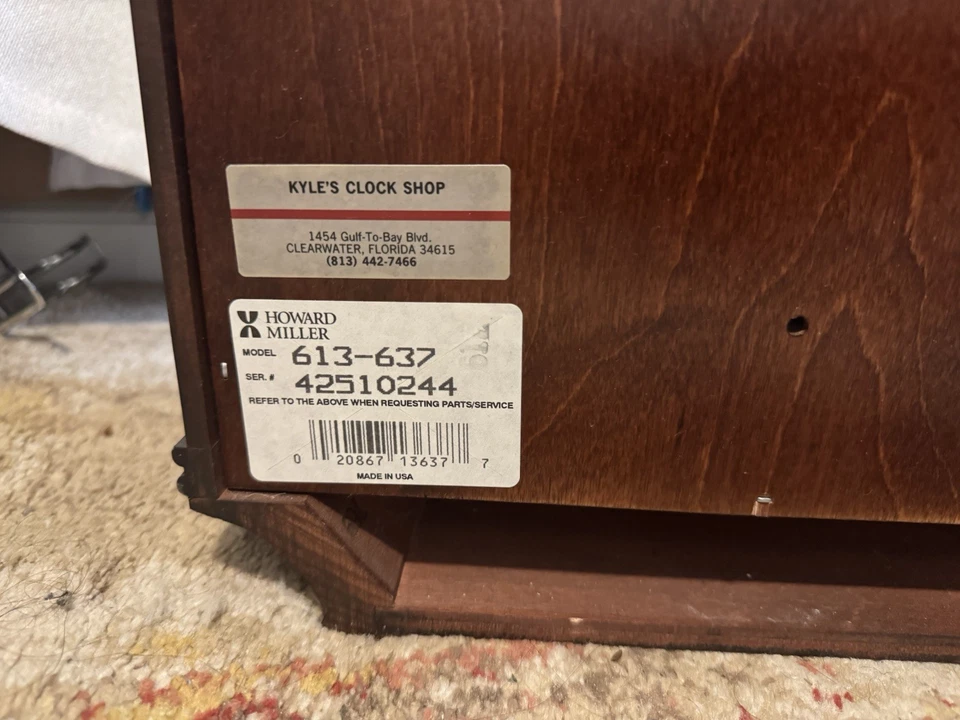 KYLE'S CLOCK SHOP
1454 Gulf-To-Bay Blvd.
CLEARWATER, FLORIDA 34615
(813) 442-7466
HOWARD
MILLER
MODEL 613-637
SER. # 42510244
REFER TO THE ABOVE WHEN REQUESTING PARTS/SERVICE
0 20867 13637 7
MADE IN USA